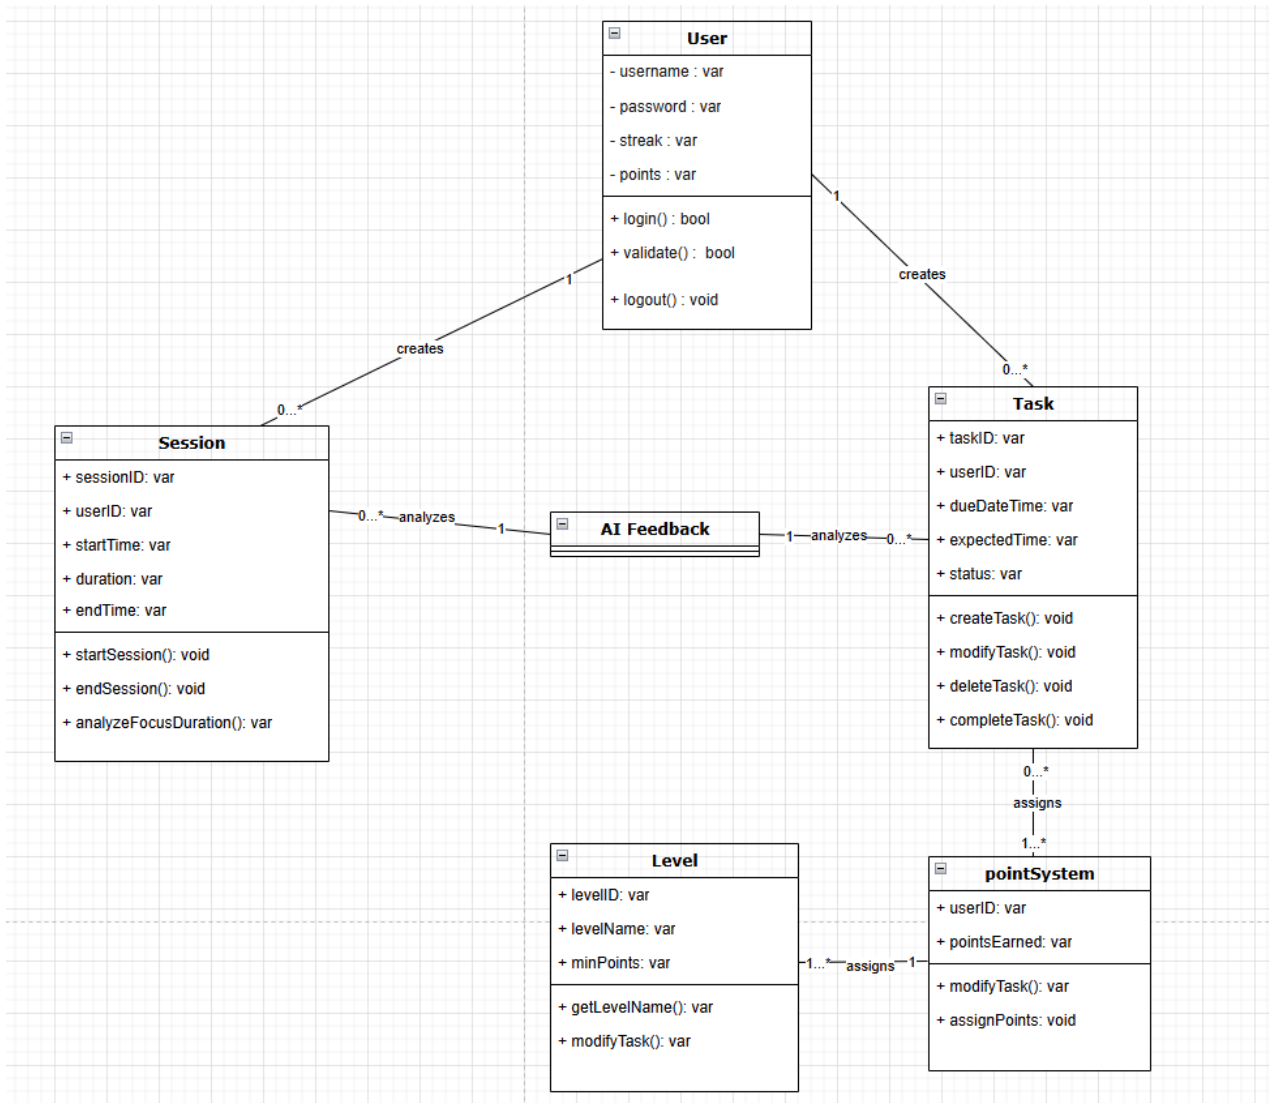 User
- username : var
- password : var
- streak : var
- points : var
+ login() : bool
+ validate() :  bool
+ logout() : void
1
creates
0...*
1
creates
0...*
Session
+ sessionID: var
+ userID: var
+ startTime: var
+ duration: var
+ endTime: var
+ startSession(): void
+ endSession(): void
+ analyzeFocusDuration(): var
0...*
analyzes
1
AI Feedback
1
analyzes
0...*
Task
+ taskID: var
+ userID: var
+ dueDateTime: var
+ expectedTime: var
+ status: var
+ createTask(): void
+ modifyTask(): void
+ deleteTask(): void
+ completeTask(): void
0...*
assigns
1...*
Level
+ levelID: var
+ levelName: var
+ minPoints: var
+ getLevelName(): var
+ modifyTask(): var
1...*
assigns
1
pointSystem
+ userID: var
+ pointsEarned: var
+ modifyTask(): var
+ assignPoints: void